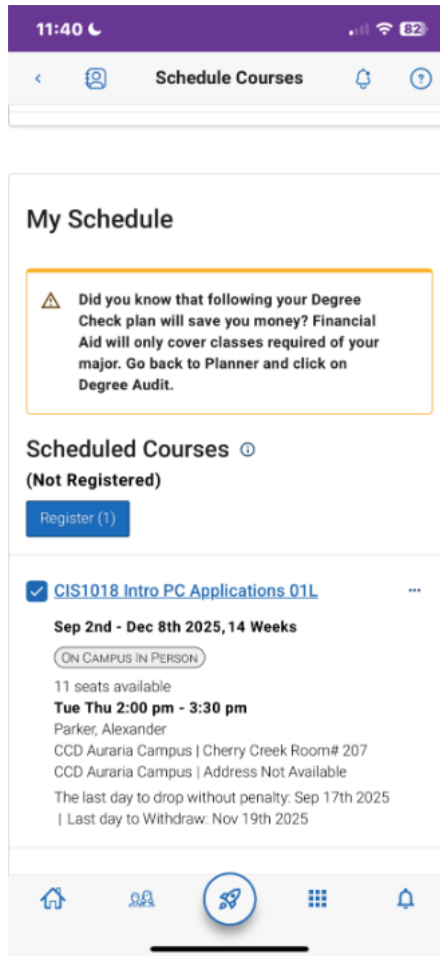 11:40
82
Schedule Courses
My Schedule
Did you know that following your Degree
Check plan will save you money? Financial
Aid will only cover classes required of your
major. Go back to Planner and click on
Degree Audit.
Scheduled Courses
(Not Registered)
Register (1)
CIS1018 Intro PC Applications 01L
Sep 2nd - Dec 8th 2025, 14 Weeks
ON CAMPUS IN PERSON
11 seats available
Tue Thu 2:00 pm - 3:30 pm
Parker, Alexander
CCD Auraria Campus | Cherry Creek Room# 207
CCD Auraria Campus | Address Not Available
The last day to drop without penalty: Sep 17th 2025
| Last day to Withdraw: Nov 19th 2025